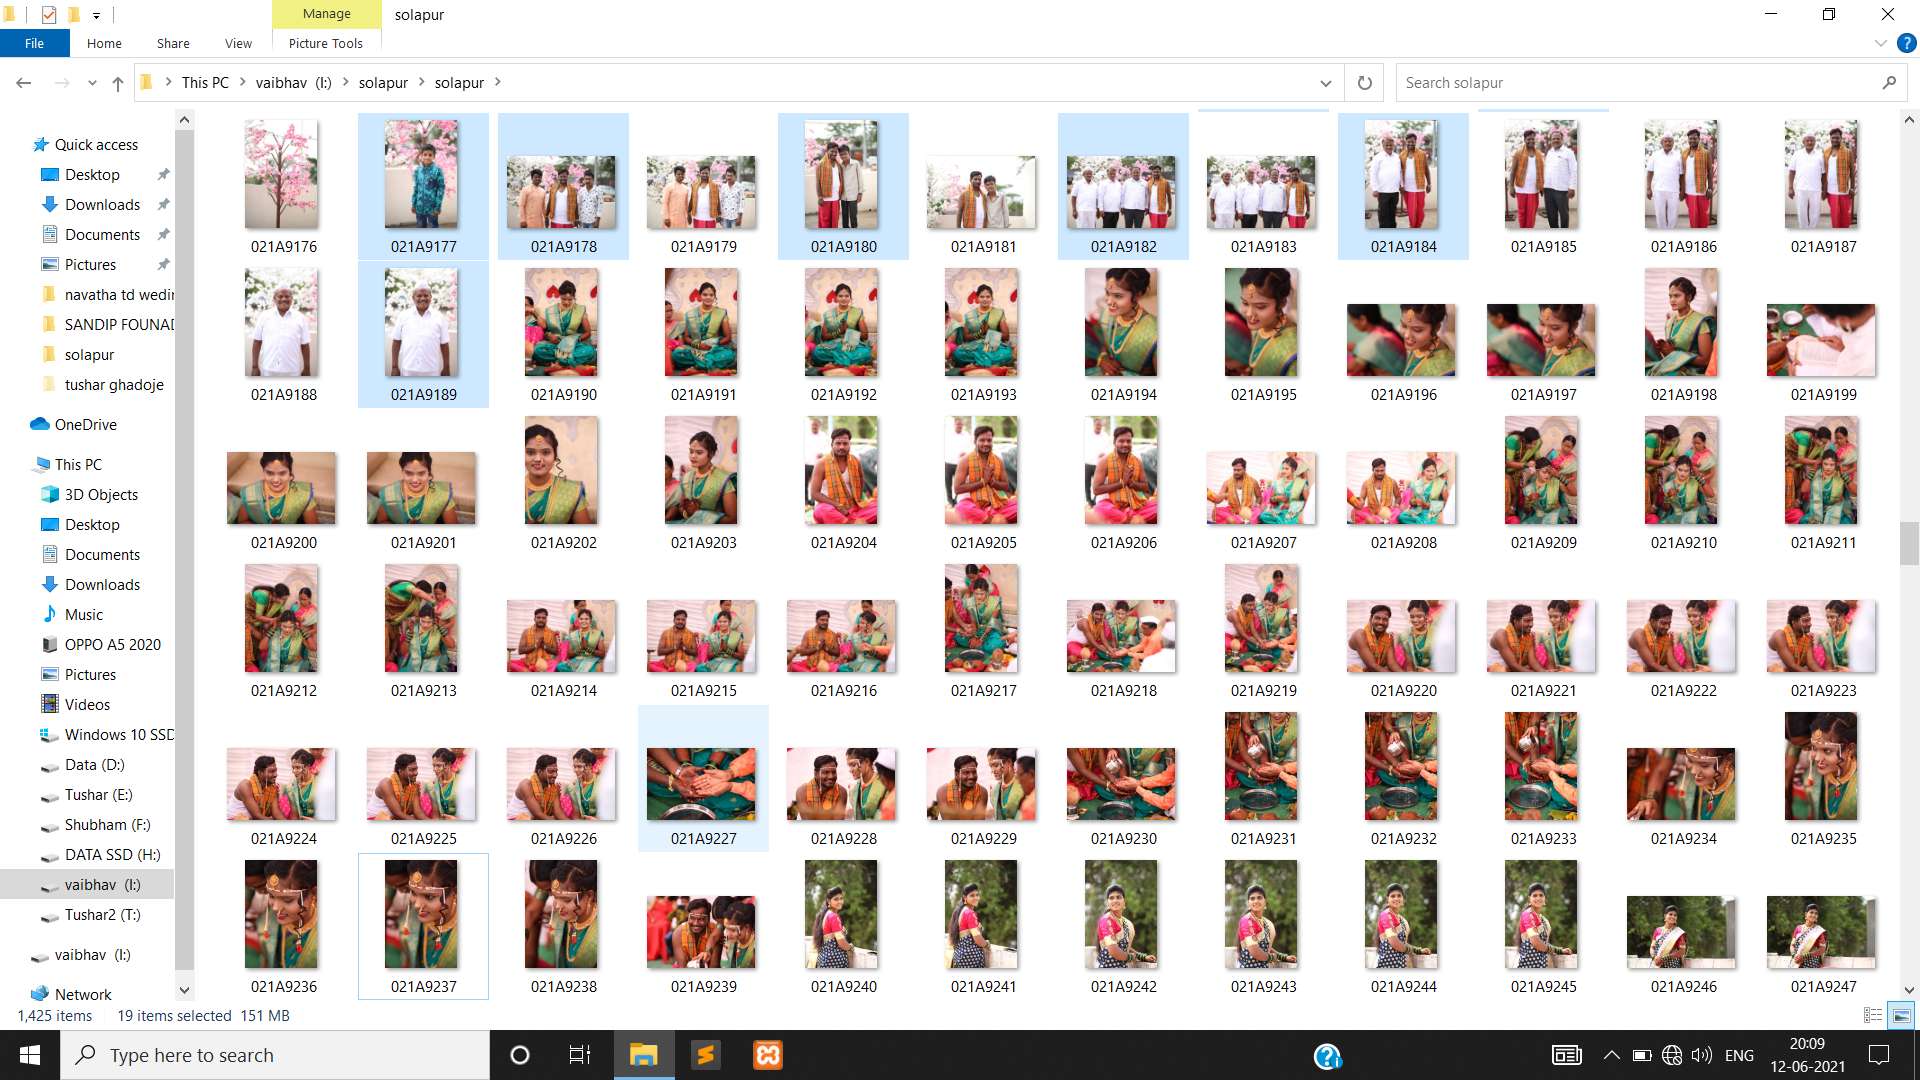 Manage
solapur
File
Home
Share
View
Picture Tools
?
This PC
vaibhav (I:)
solapur
solapur
Search solapur
Quick access
Desktop
Downloads
Documents
Pictures
navatha td wedin
SANDIP FOUNAD
solapur
tushar ghadoje
OneDrive
This PC
3D Objects
Desktop
Documents
Downloads
Music
OPPO A5 2020
Pictures
Videos
Windows 10 SSD
Data (D:)
Tushar (E:)
Shubham (F:)
DATA SSD (H:)
vaibhav (I:)
Tushar2 (T:)
vaibhav (I:)
Network
021A9176 021A9177 021A9178 021A9179 021A9180 021A9181 021A9182 021A9183 021A9184 021A9185 021A9186 021A9187
021A9188 021A9189 021A9190 021A9191 021A9192 021A9193 021A9194 021A9195 021A9196 021A9197 021A9198 021A9199
021A9200 021A9201 021A9202 021A9203 021A9204 021A9205 021A9206 021A9207 021A9208 021A9209 021A9210 021A9211
021A9212 021A9213 021A9214 021A9215 021A9216 021A9217 021A9218 021A9219 021A9220 021A9221 021A9222 021A9223
021A9224 021A9225 021A9226 021A9227 021A9228 021A9229 021A9230 021A9231 021A9232 021A9233 021A9234 021A9235
021A9236 021A9237 021A9238 021A9239 021A9240 021A9241 021A9242 021A9243 021A9244 021A9245 021A9246 021A9247
1,425 items 19 items selected 151 MB
Type here to search
ENG
20:09
12-06-2021